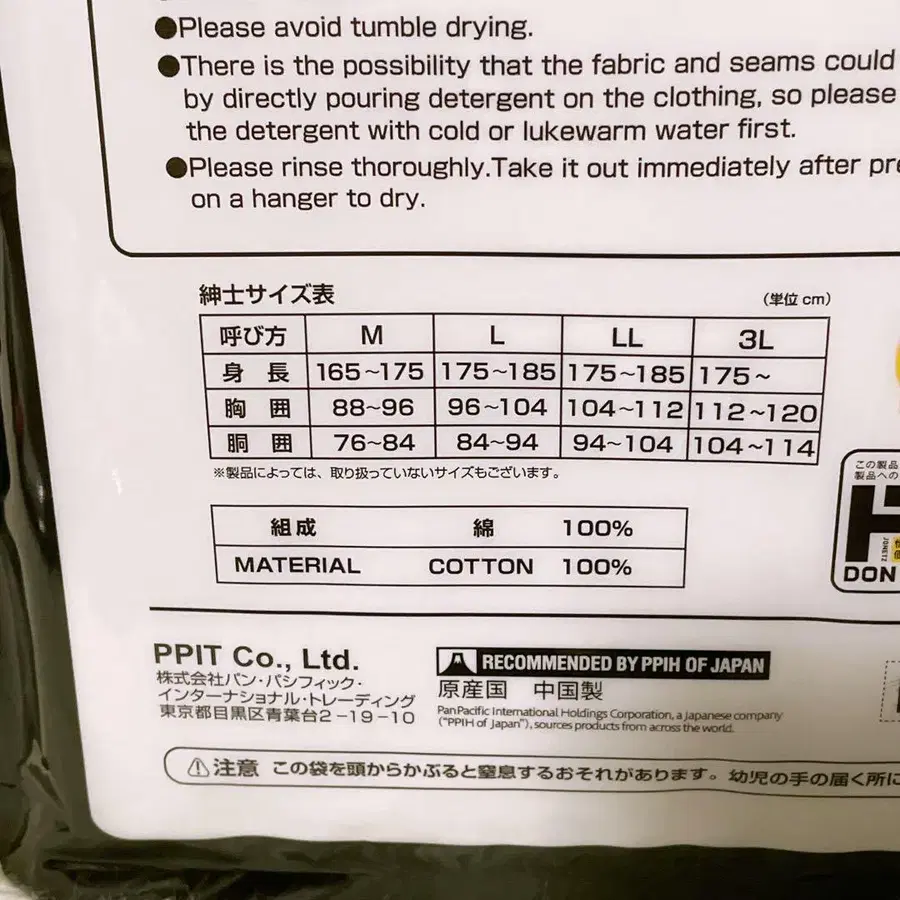 ●Please avoid tumble drying.
●There is the possibility that the fabric and seams could
by directly pouring detergent on the clothing, so please
the detergent with cold or lukewarm water first.
●Please rinse thoroughly.Take it out immediately after
on a hanger to dry.
紳士サイズ表 (単位 cm)
呼び方 M L LL 3L
身 長 165~175 175~185 175~185 175~
胸 囲 88~96 96~104 104~112 112~120
胴 囲 76~84 84~94 94~104 104~114
※製品によっては、取り扱っていないサイズもございます。
組成 綿 100%
MATERIAL COTTON 100%
この製品
製品への
JONETZ
DON
PPIT Co., Ltd.
株式会社パン・パシフィック・
インターナショナル・トレーディング
東京都目黒区青葉台2-19-10
RECOMMENDED BY PPIH OF JAPAN
原産国 中国製
PanPacific International Holdings Corporation, a Japanese company
("PPIH of Japan"), sources products from across the world.
⚠注意 この袋を頭からかぶると窒息するおそれがあります。幼児の手の届く所に